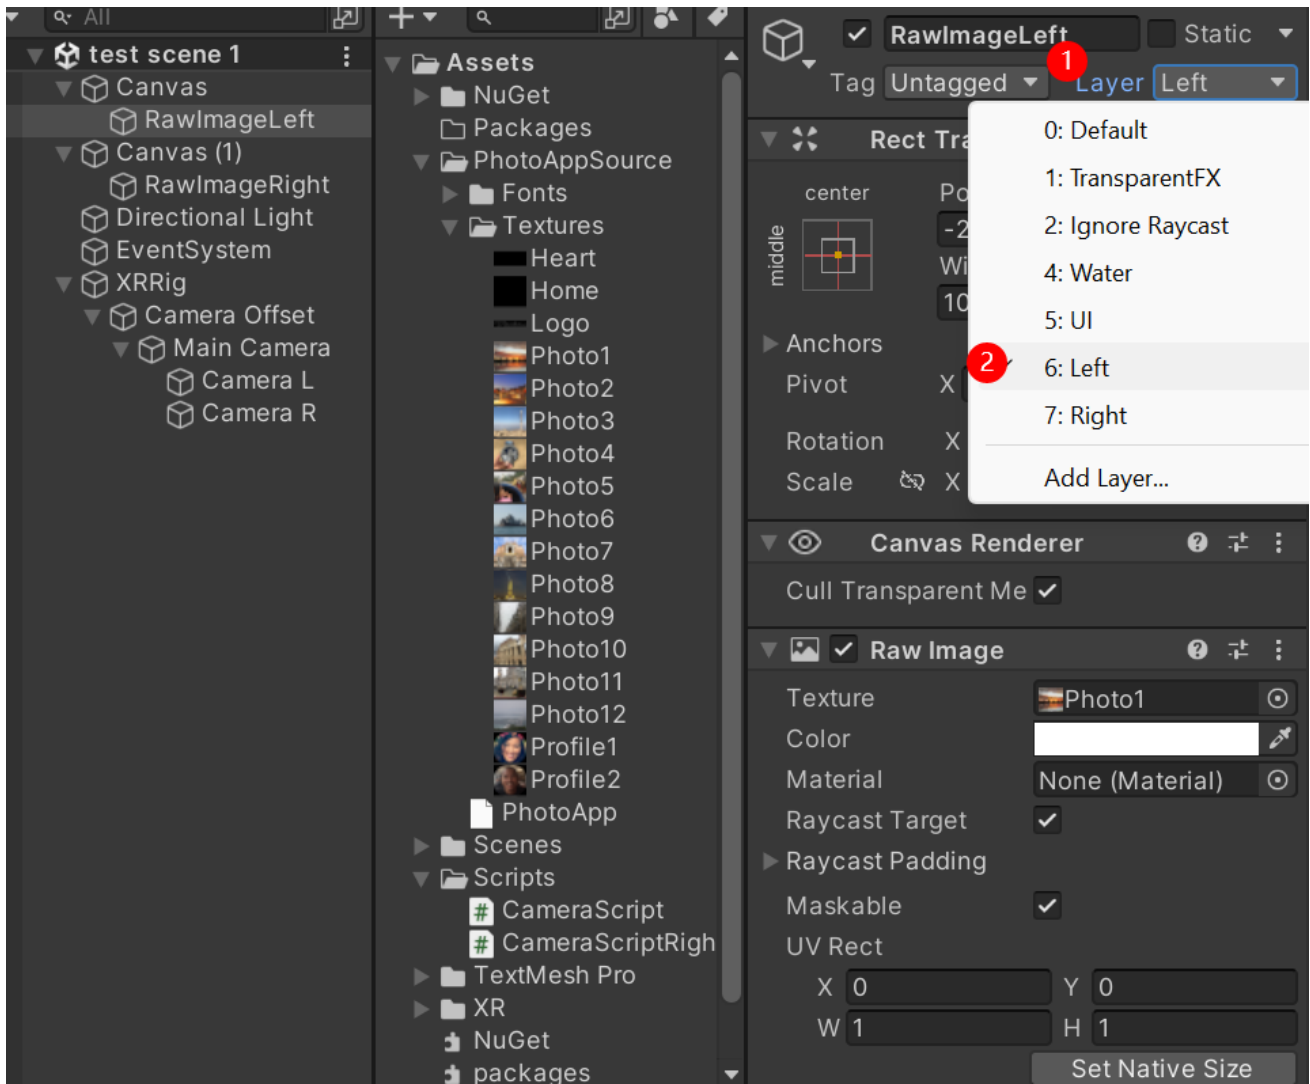 All
test scene 1
Canvas
RawImageLeft
Canvas (1)
RawImageRight
Directional Light
EventSystem
XRRig
Camera Offset
Main Camera
Camera L
Camera R
Assets
NuGet
Packages
PhotoAppSource
Fonts
Textures
Heart
Home
Logo
Photo1
Photo2
Photo3
Photo4
Photo5
Photo6
Photo7
Photo8
Photo9
Photo10
Photo11
Photo12
Profile1
Profile2
PhotoApp
Scenes
Scripts
# CameraScript
# CameraScriptRigh
TextMesh Pro
XR
NuGet
packages
RawImageLeft Static
1
Tag Untagged Layer Left
0: Default
1: TransparentFX
2: Ignore Raycast
4: Water
5: UI
2
6: Left
7: Right
Add Layer...
Rect Tra
center Po
middle
-2
Wi
10
Anchors
Pivot X
Rotation X
Scale X
Canvas Renderer
Cull Transparent Me
Raw Image
Texture Photo1
Color
Material None (Material)
Raycast Target
Raycast Padding
Maskable
UV Rect
X 0 Y 0
W 1 H 1
Set Native Size